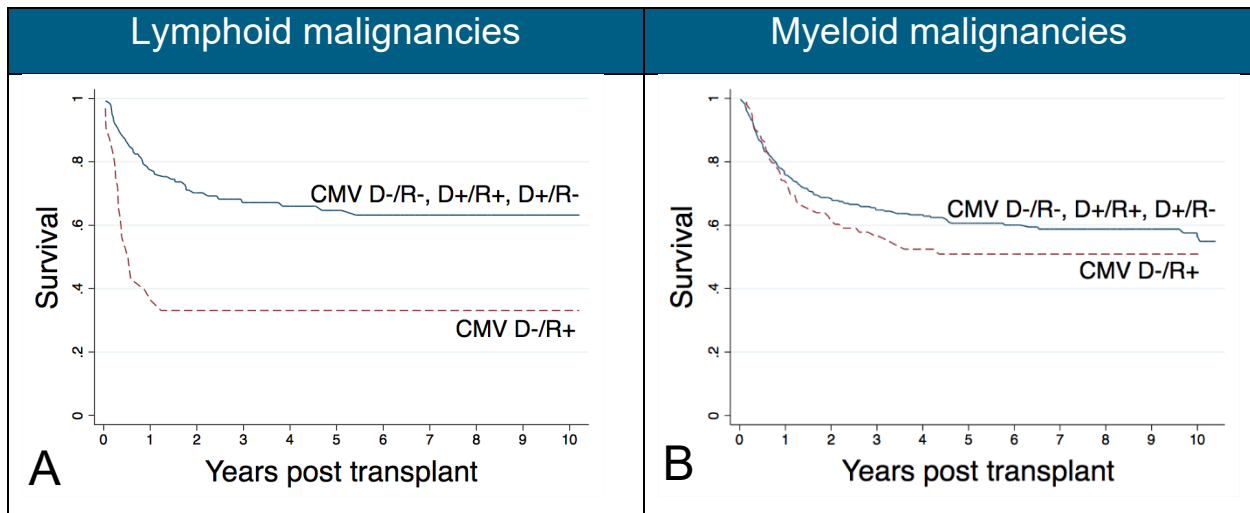 Lymphoid malignancies
Myeloid malignancies
1
.8
.6
.4
.2
0
Survival
CMV D-/R-, D+/R+, D+/R-
CMV D-/R+
0 1 2 3 4 5 6 7 8 9 10
Years post transplant
A
1
.8
.6
.4
.2
0
Survival
CMV D-/R-, D+/R+, D+/R-
CMV D-/R+
0 1 2 3 4 5 6 7 8 9 10
Years post transplant
B